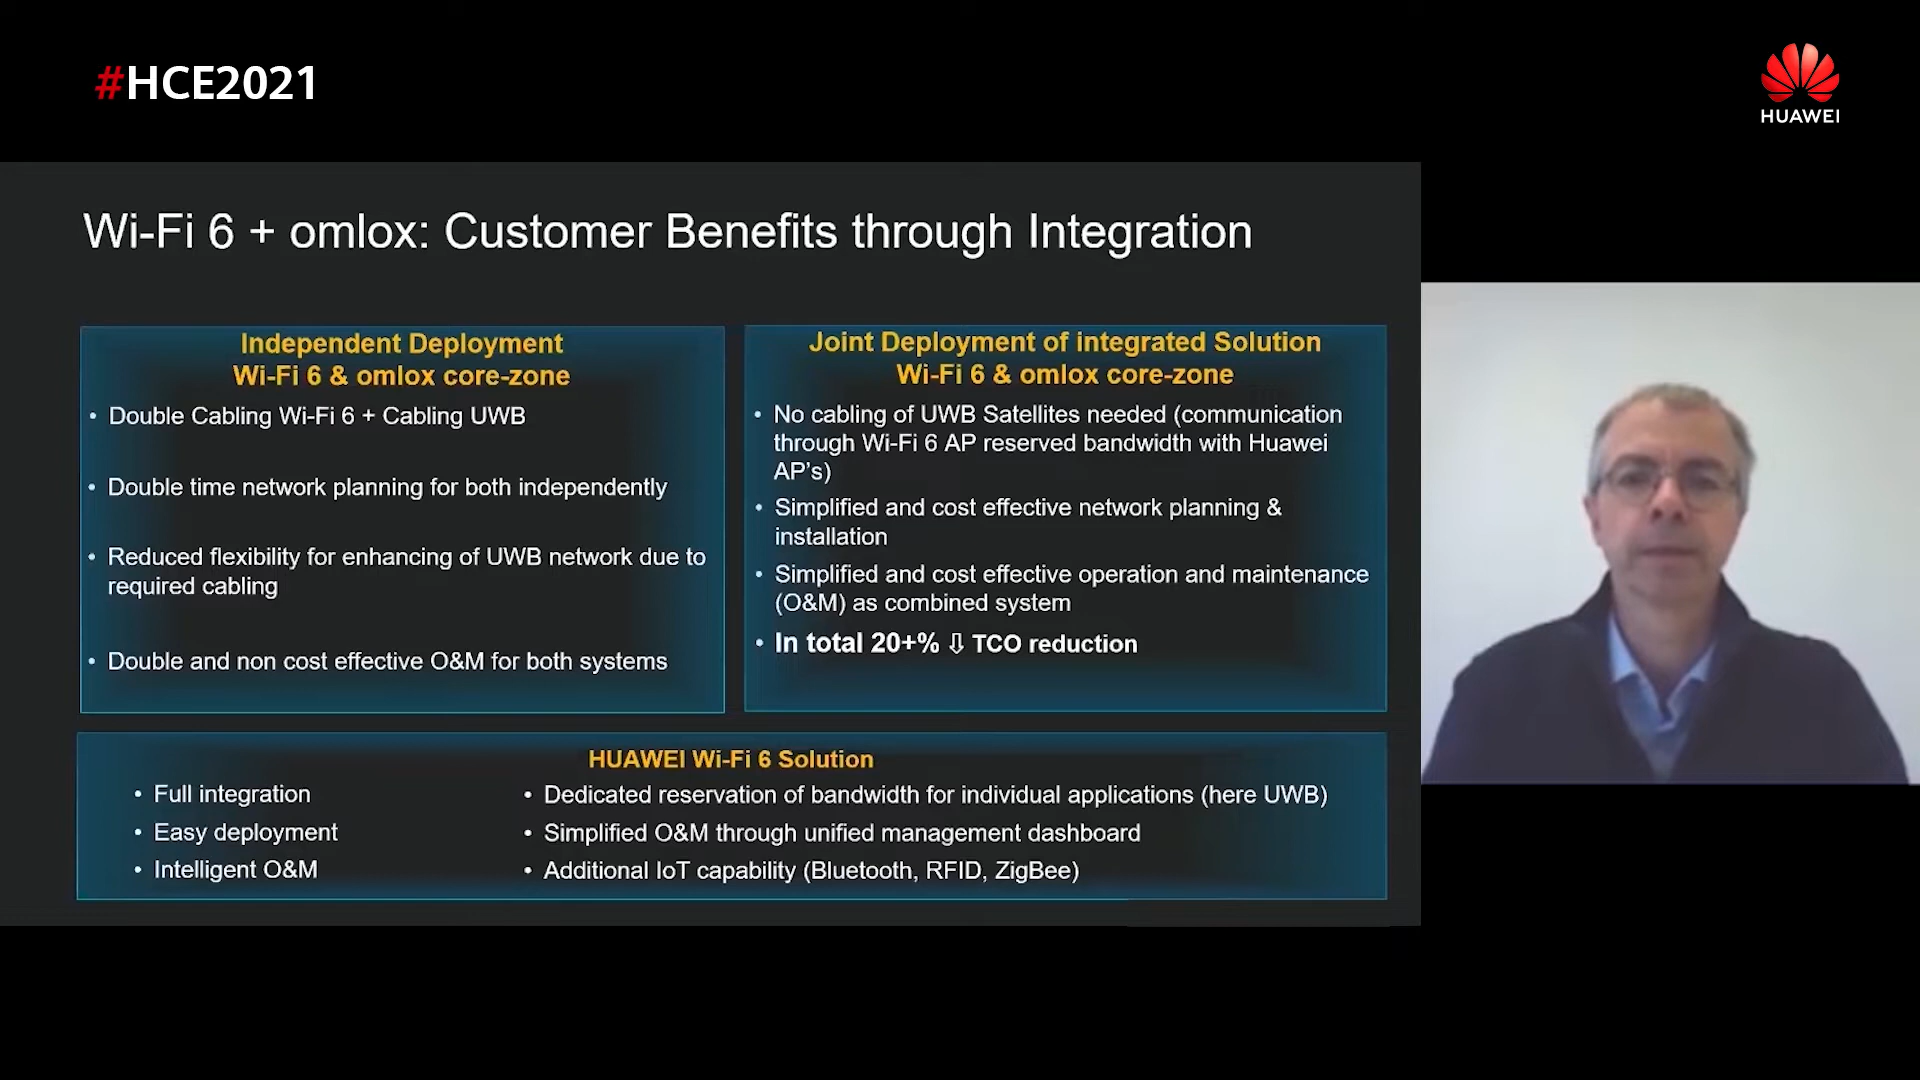 #HCE2021
HUAWEI
Wi-Fi 6 + omlox: Customer Benefits through Integration
Independent Deployment
Wi-Fi 6 & omlox core-zone
• Double Cabling Wi-Fi 6 + Cabling UWB
• Double time network planning for both independently
• Reduced flexibility for enhancing of UWB network due to
required cabling
• Double and non cost effective O&M for both systems
Joint Deployment of integrated Solution
Wi-Fi 6 & omlox core-zone
• No cabling of UWB Satellites needed (communication
through Wi-Fi 6 AP reserved bandwidth with Huawei
AP's)
• Simplified and cost effective network planning &
installation
• Simplified and cost effective operation and maintenance
(O&M) as combined system
• In total 20+% ⇩ TCO reduction
HUAWEI Wi-Fi 6 Solution
• Full integration
• Easy deployment
• Intelligent O&M
• Dedicated reservation of bandwidth for individual applications (here UWB)
• Simplified O&M through unified management dashboard
• Additional IoT capability (Bluetooth, RFID, ZigBee)